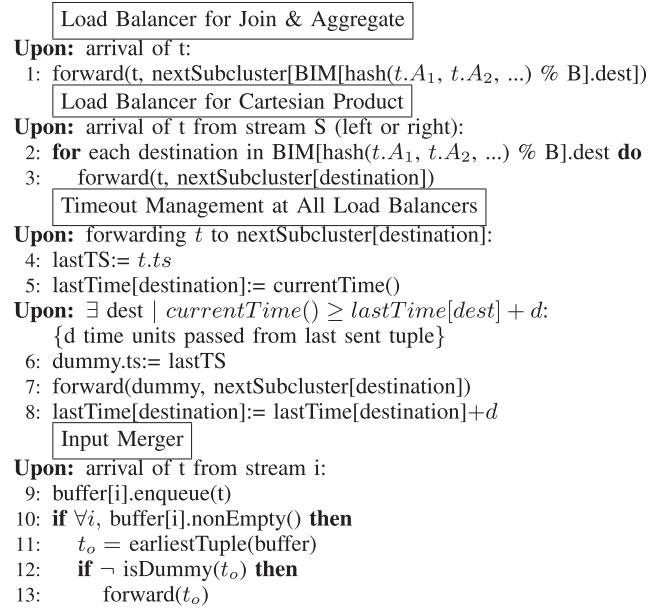 Load Balancer for Join & Aggregate
Upon: arrival of t:
1: forward(t, nextSubcluster[BIM[hash(t.A₁, t.A₂, ...) % B].dest])
Load Balancer for Cartesian Product
Upon: arrival of t from stream S (left or right):
2: for each destination in BIM[hash(t.A₁, t.A₂, ...) % B].dest do
3: forward(t, nextSubcluster[destination])
Timeout Management at All Load Balancers
Upon: forwarding t to nextSubcluster[destination]:
4: lastTS:= t.ts
5: lastTime[destination]:= currentTime()
Upon: ∃ dest | currentTime() ≥ lastTime[dest] + d:
{d time units passed from last sent tuple}
6: dummy.ts:= lastTS
7: forward(dummy, nextSubcluster[destination])
8: lastTime[destination]:= lastTime[destination]+d
Input Merger
Upon: arrival of t from stream i:
9: buffer[i].enqueue(t)
10: if ∀i, buffer[i].nonEmpty() then
11: tₒ = earliestTuple(buffer)
12: if ¬ isDummy(tₒ) then
13: forward(tₒ)